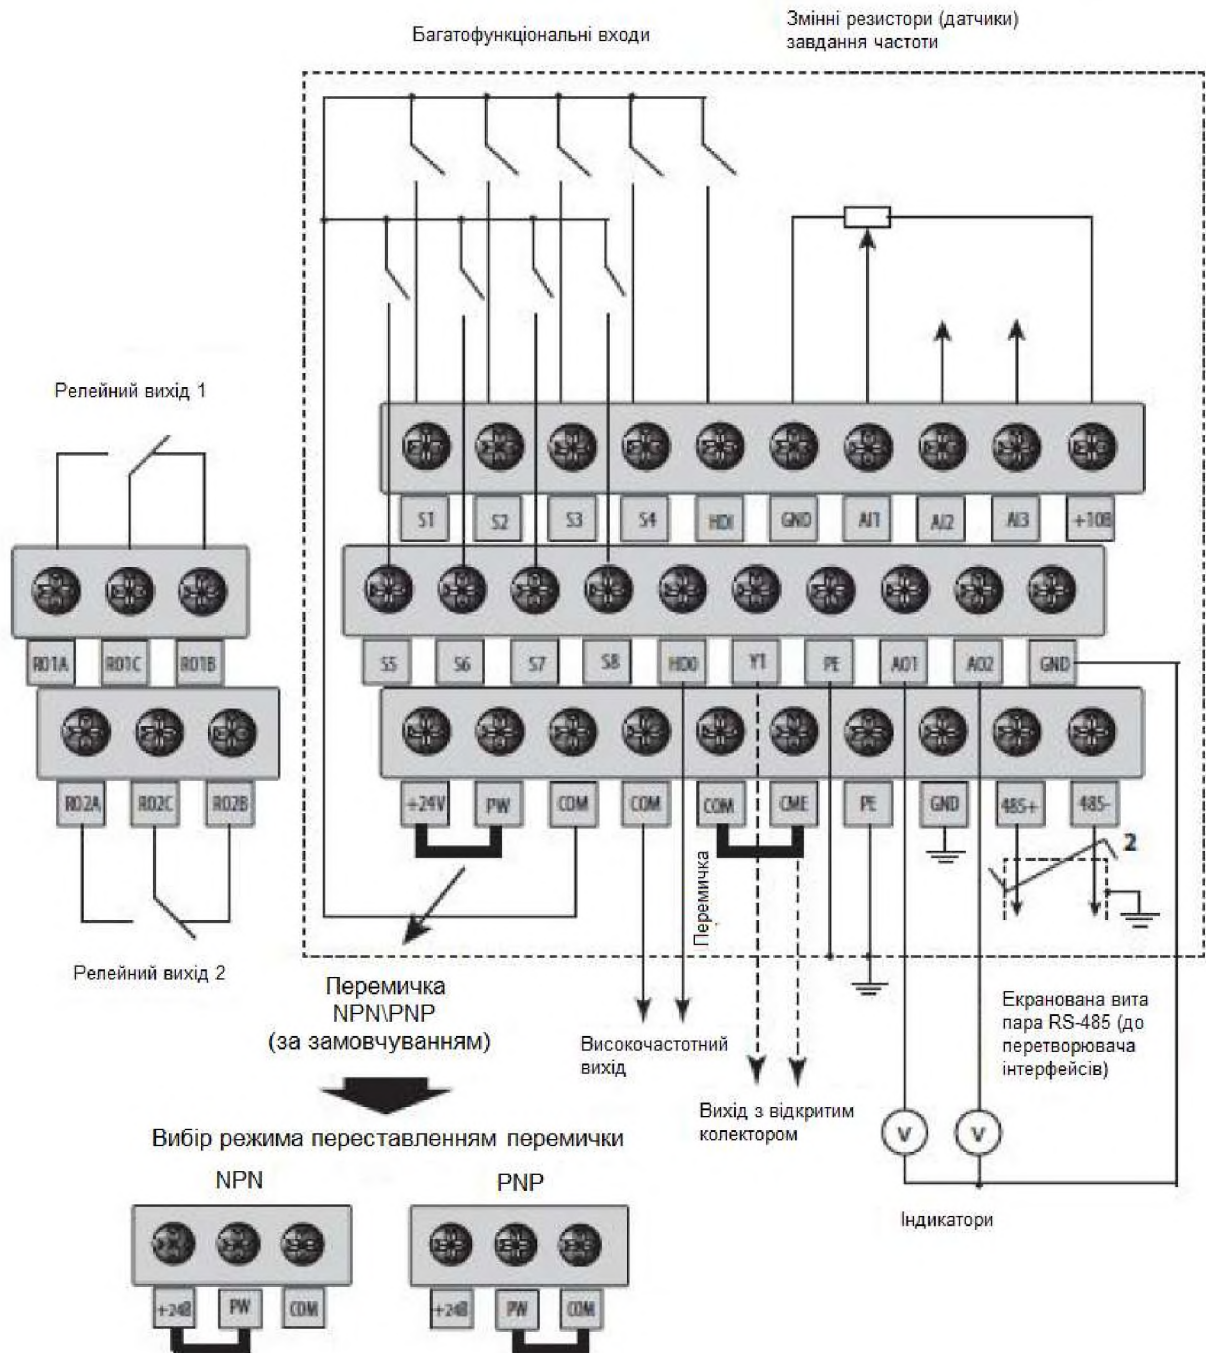 Багатофункціональні входи
Змінні резистори (датчики)
завдання частоти
Релейний вихід 1
S1 S2 S3 S4 HDI GND AI1 AI2 AI3 +10В
R01A R01C R01B
S5 S6 S7 S8 HD0 Y1 PE A01 A02 GND
R02A R02C R02B
+24V PW COM COM COM CME PE GND 485+ 485-
2
Перемичка
Релейний вихід 2
Перемичка
NPN\PNP
(за замовчуванням)
Високочастотний
вихід
Екранована вита
пара RS-485 (до
перетворювача
інтерфейсів)
Вихід з відкритим
колектором
V V
Вибір режима переставленням перемички
NPN PNP
Індикатори
+24В PW COM
+24В PW COM